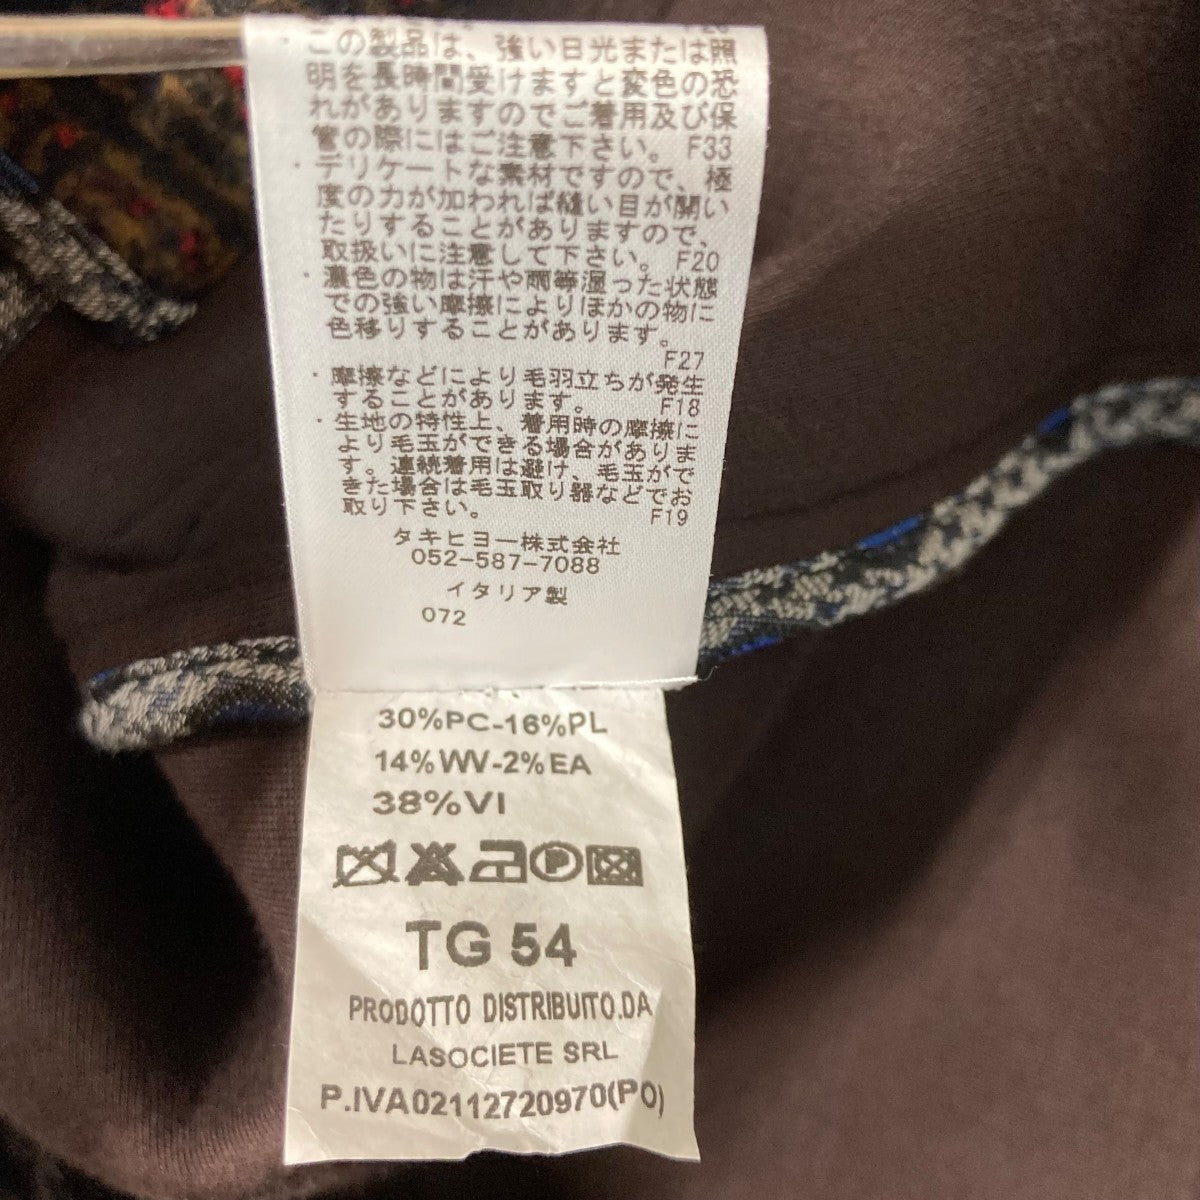 ・この製品は、強い日光または照
明を長時間受けますと変色の恐
れがありますのでご着用及び保
管の際にはご注意下さい。 F33
・デリケートな素材ですので、極
度の力が加われば縫い目が開い
たりすることがありますので、
取扱いに注意して下さい。 F20
・濃色の物は汗や雨等湿った状態
での強い摩擦によりほかの物に
色移りすることがあります。
F27
・摩擦などにより毛羽立ちが発生
することがあります。 F18
・生地の特性上、着用時の摩擦に
より毛玉ができる場合がありま
す。連続着用は避け、毛玉がで
きた場合は毛玉取り器などでお
取り下さい。 F19
タキヒヨー株式会社
052-587-7088
イタリア製
072
30%PC-16%PL
14%WV-2%EA
38%VI
P
TG 54
PRODOTTO DISTRIBUITO.DA
LASOCIETE SRL
P.IVA02112720970(PO)